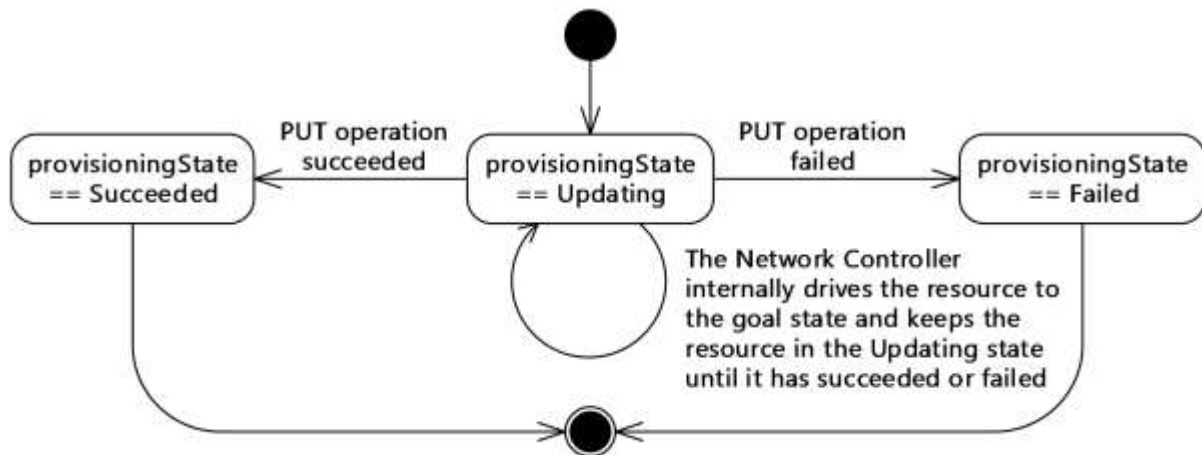 PUT operation
succeeded
PUT operation
failed
provisioningState
== Succeeded
provisioningState
== Updating
provisioningState
== Failed
The Network Controller
internally drives the resource to
the goal state and keeps the
resource in the Updating state
until it has succeeded or failed